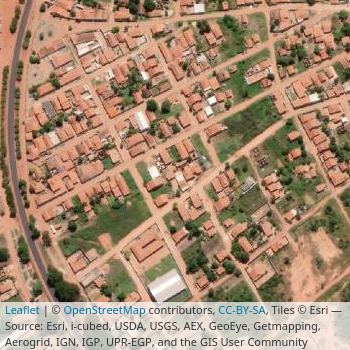 Leaflet | © OpenStreetMap contributors, CC-BY-SA, Tiles © Esri —
Source: Esri, i-cubed, USDA, USGS, AEX, GeoEye, Getmapping,
Aerogrid, IGN, IGP, UPR-EGP, and the GIS User Community